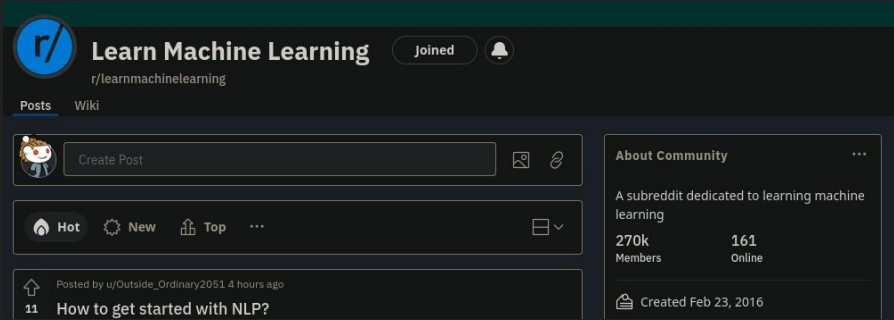 r/
Learn Machine Learning
Joined
r/learnmachinelearning
Posts Wiki
Create Post
Hot New Top ...
Posted by u/Outside_Ordinary2051 4 hours ago
11
How to get started with NLP?
About Community ...
A subreddit dedicated to learning machine
learning
270k 161
Members Online
Created Feb 23, 2016